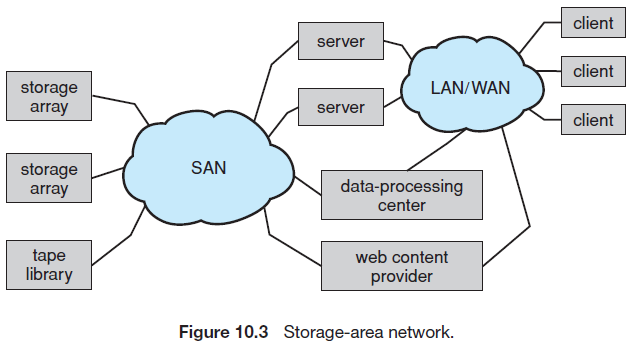 client
server
client
LAN/WAN
storage
array
server
client
SAN
storage
array
data-processing
center
tape
library
web content
provider
Figure 10.3 Storage-area network.